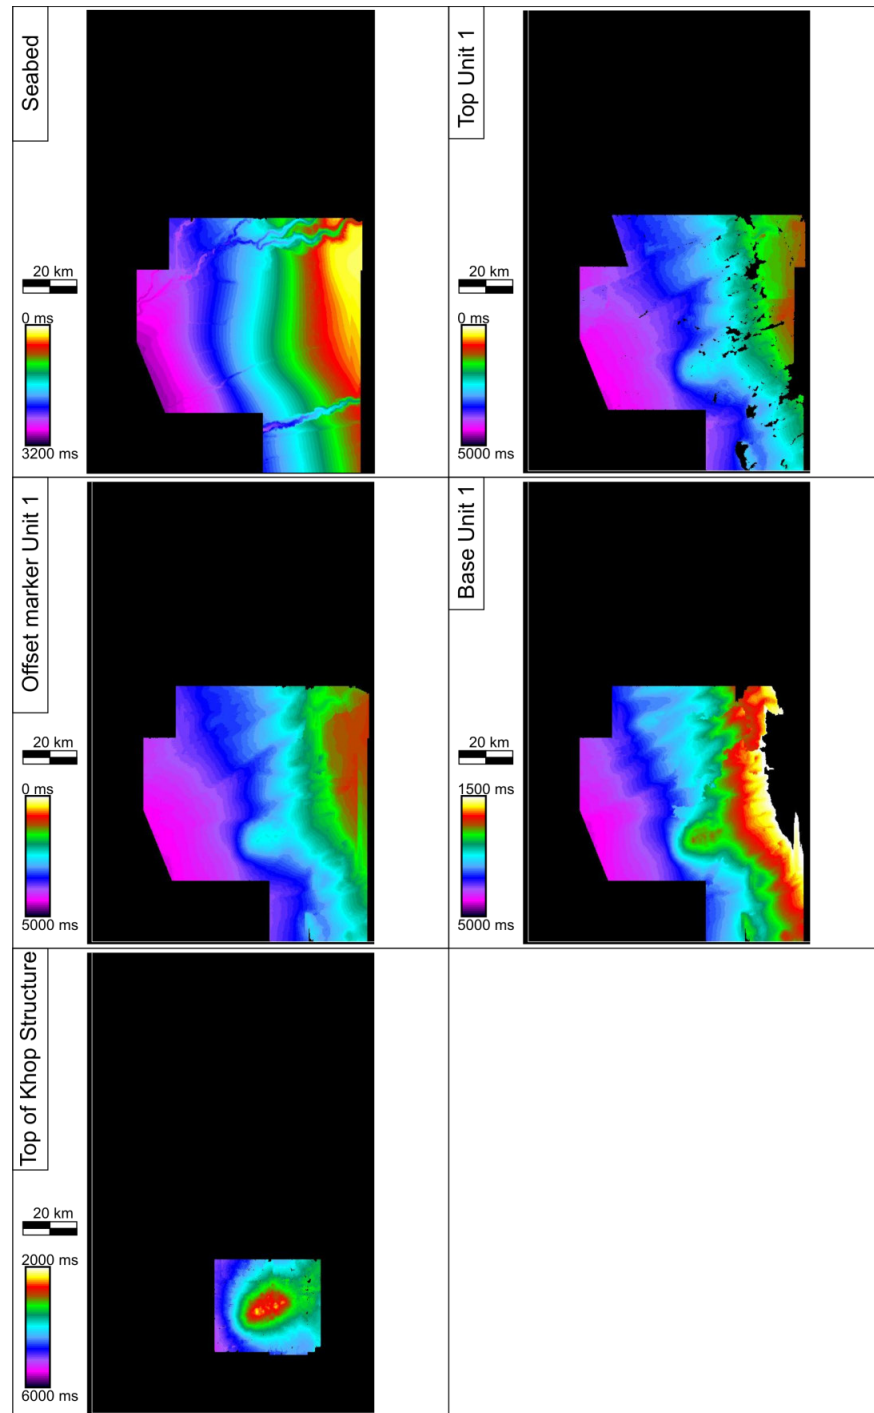 Seabed
20 km
0 ms
3200 ms
Top Unit 1
20 km
0 ms
5000 ms
Offset marker Unit 1
20 km
0 ms
5000 ms
Base Unit 1
20 km
1500 ms
5000 ms
Top of Khop Structure
20 km
2000 ms
6000 ms